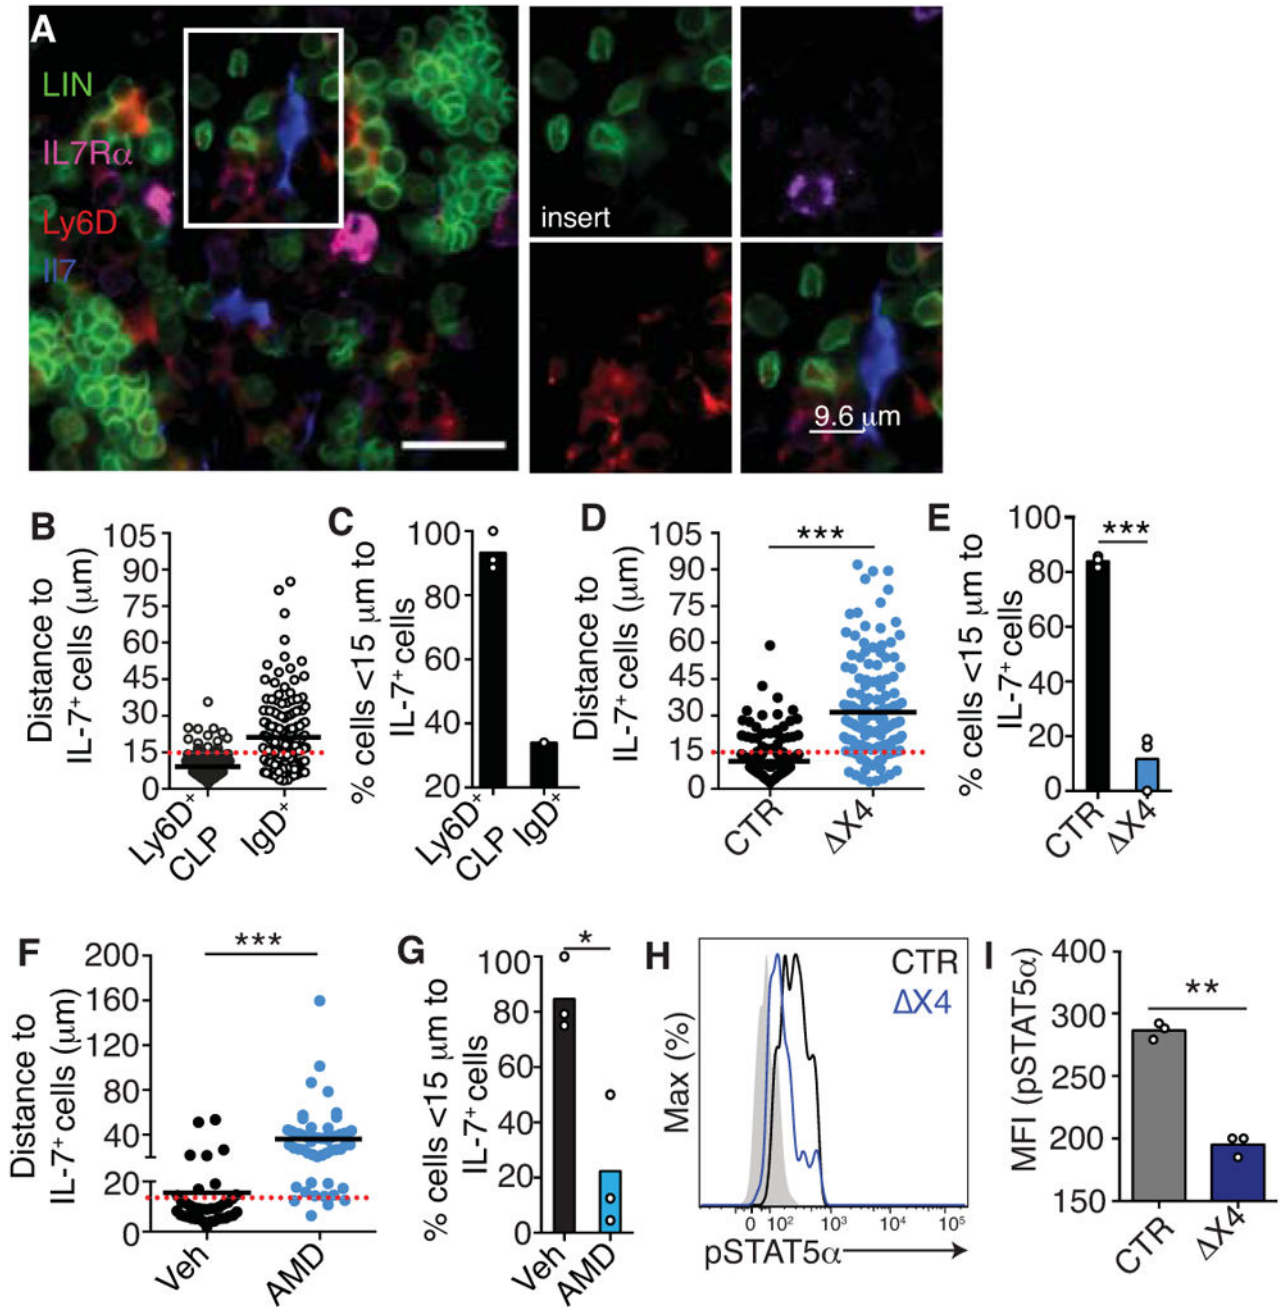 A
LIN
IL7Rα
Ly6D
Il7
insert
9.6 μm
B
Distance to
IL-7⁺ cells (μm)
105
90
75
60
45
30
15
0
Ly6D⁺
CLP
IgD⁺
C
% cells <15 μm to
IL-7⁺ cells
100
80
60
40
20
Ly6D⁺
CLP
IgD⁺
D
Distance to
IL-7⁺ cells (μm)
105
90
75
60
45
30
15
0
***
CTR
ΔX4
E
% cells <15 μm to
IL-7⁺ cells
100
80
60
40
20
0
***
CTR
ΔX4
F
Distance to
IL-7⁺ cells (μm)
200
160
120
80
40
20
0
***
Veh
AMD
G
% cells <15 μm to
IL-7⁺ cells
100
80
60
40
20
0
*
Veh
AMD
H
Max (%)
CTR
ΔX4
0 10² 10³ 10⁴ 10⁵
pSTAT5α
I
MFI (pSTAT5α)
400
300
250
200
150
**
CTR
ΔX4